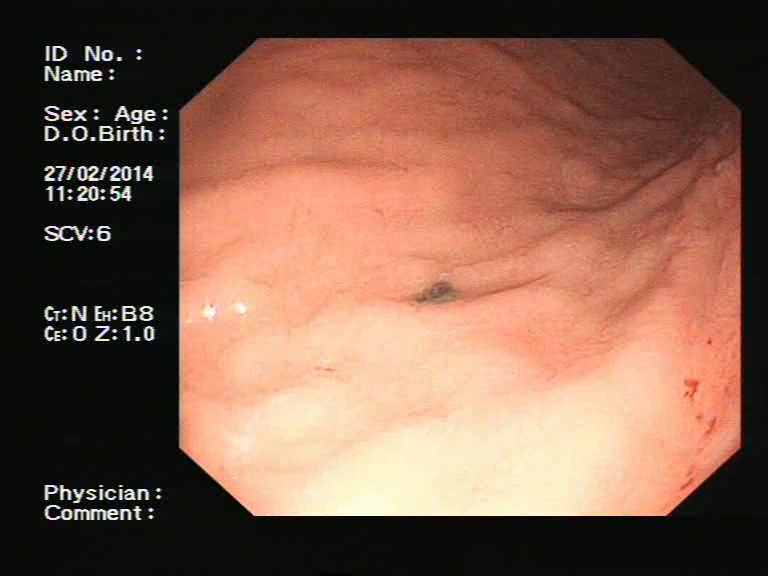 ID No. :
Name:
Sex: Age:
D.O.Birth:
27/02/2014
11:20:54
SCV:6
CT:N EH:B8
CE:0 Z:1.0
Physician:
Comment: